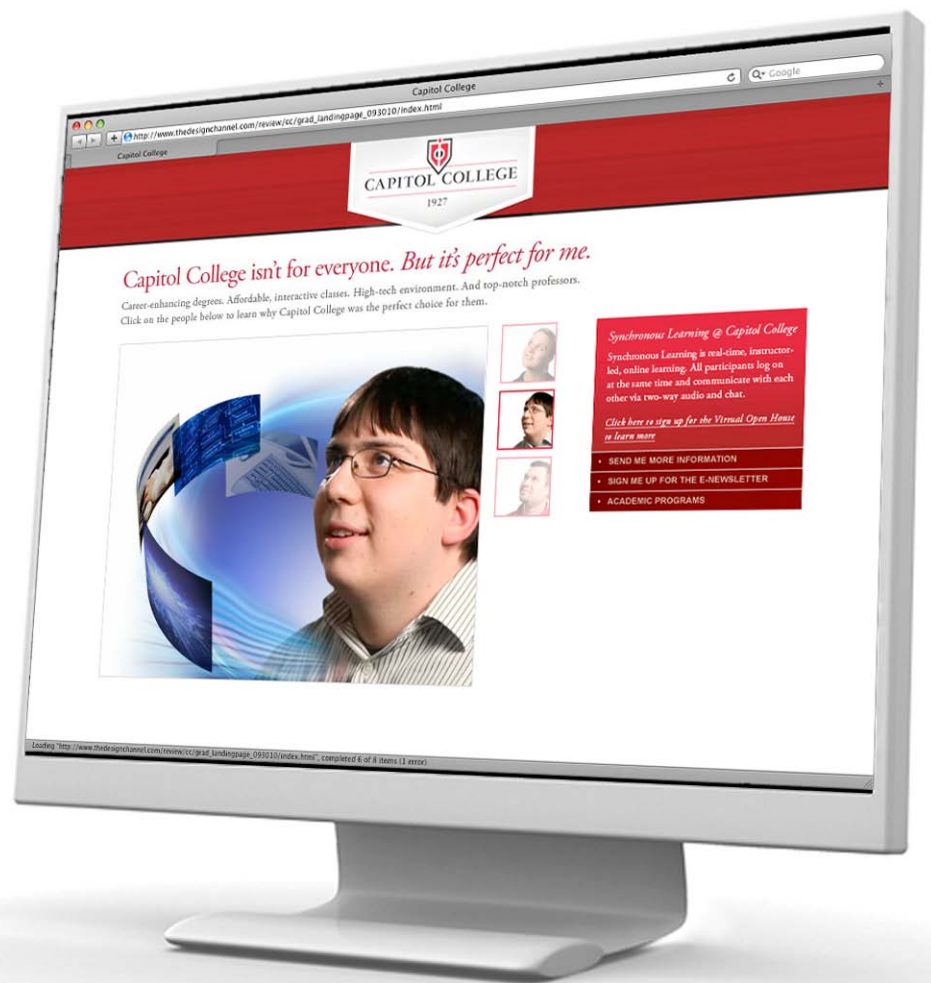 Capitol College
http://www.thedesignchannel.com/review/cc/grad_landingpage_093010/index.html
Google
Capitol College
CAPITOL COLLEGE
1927
Capitol College isn't for everyone. But it's perfect for me.
Career-enhancing degrees. Affordable, interactive classes. High-tech environment. And top-notch professors.
Click on the people below to learn why Capitol College was the perfect choice for them.
Synchronous Learning @ Capitol College
Synchronous Learning is real-time, instructor-
led, online learning. All participants log on
at the same time and communicate with each
other via two-way audio and chat.
Click here to sign up for the Virtual Open House
to learn more
• SEND ME MORE INFORMATION
• SIGN ME UP FOR THE E-NEWSLETTER
• ACADEMIC PROGRAMS
Loading "http://www.thedesignchannel.com/review/cc/grad_landingpage_093010/index.html", completed 6 of 8 items (1 error)